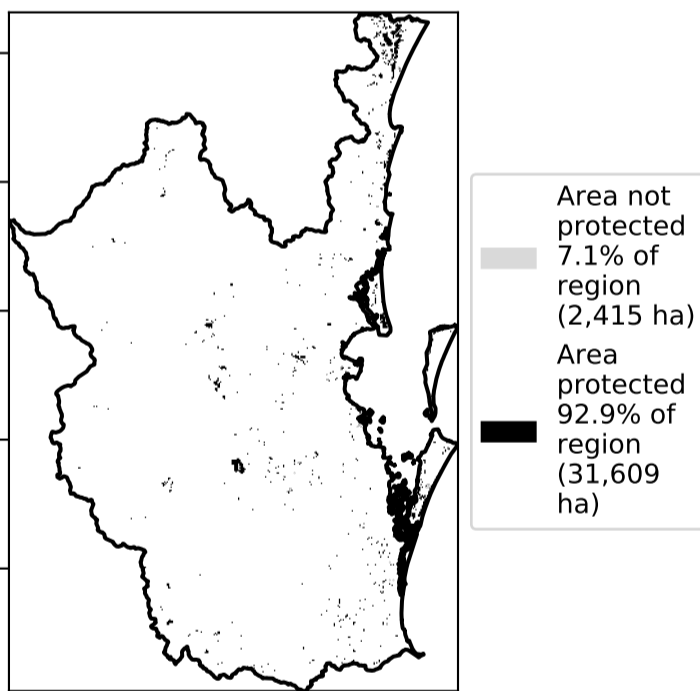 Area not
protected
7.1% of
region
(2,415 ha)
Area
protected
92.9% of
region
(31,609
ha)